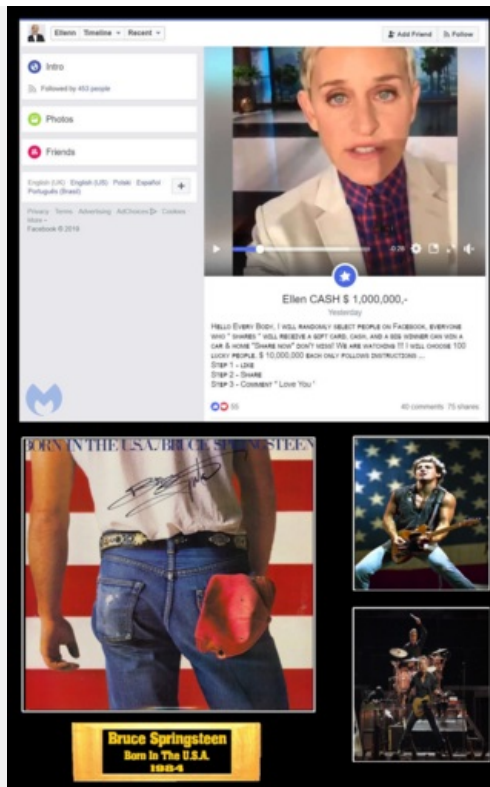 Ellenn Timeline Recent
Add Friend Follow
Intro
Followed by 453 people
Photos
Friends
English (UK) English (US) Polski Español
Português (Brasil)
Privacy Terms Advertising AdChoices Cookies
More
Facebook © 2016
-0:28
Ellen CASH $ 1,000,000,-
Yesterday
Hello Every Body, I will randomly select people on Facebook, everyone
who " shares " will receive a gift card, cash, and a big winner can win a
car & home "Share now" don't miss! We are watching !!! I will choose 100
lucky people. $ 10,000,000 each only follows instructions ...
Step 1 - like
Step 2 - Share
Step 3 - Comment " Love You '
55
40 comments 75 shares
BORN IN THE U.S.A./BRUCE SPRINGSTEEN
Bruce Springsteen
Born In The U.S.A.
1984